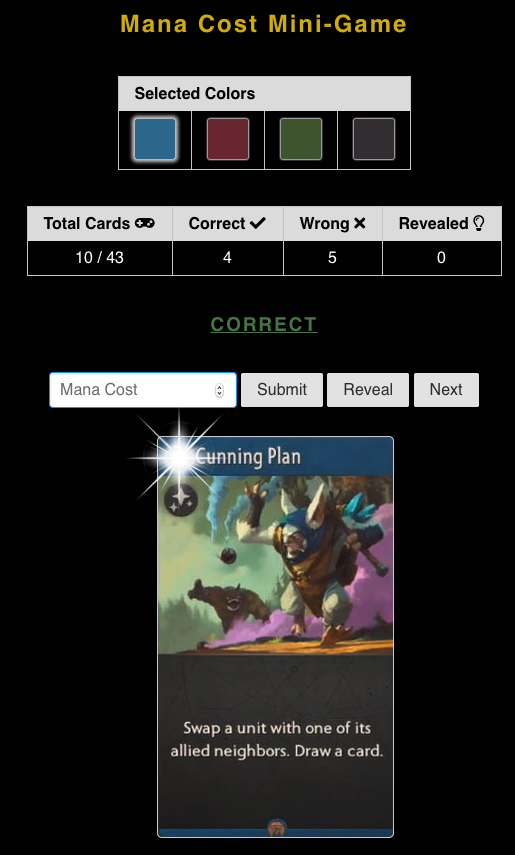 Mana Cost Mini-Game
Selected Colors
Total Cards Correct Wrong Revealed
10 / 43 4 5 0
CORRECT
Mana Cost Submit Reveal Next
Cunning Plan
Swap a unit with one of its
allied neighbors. Draw a card.